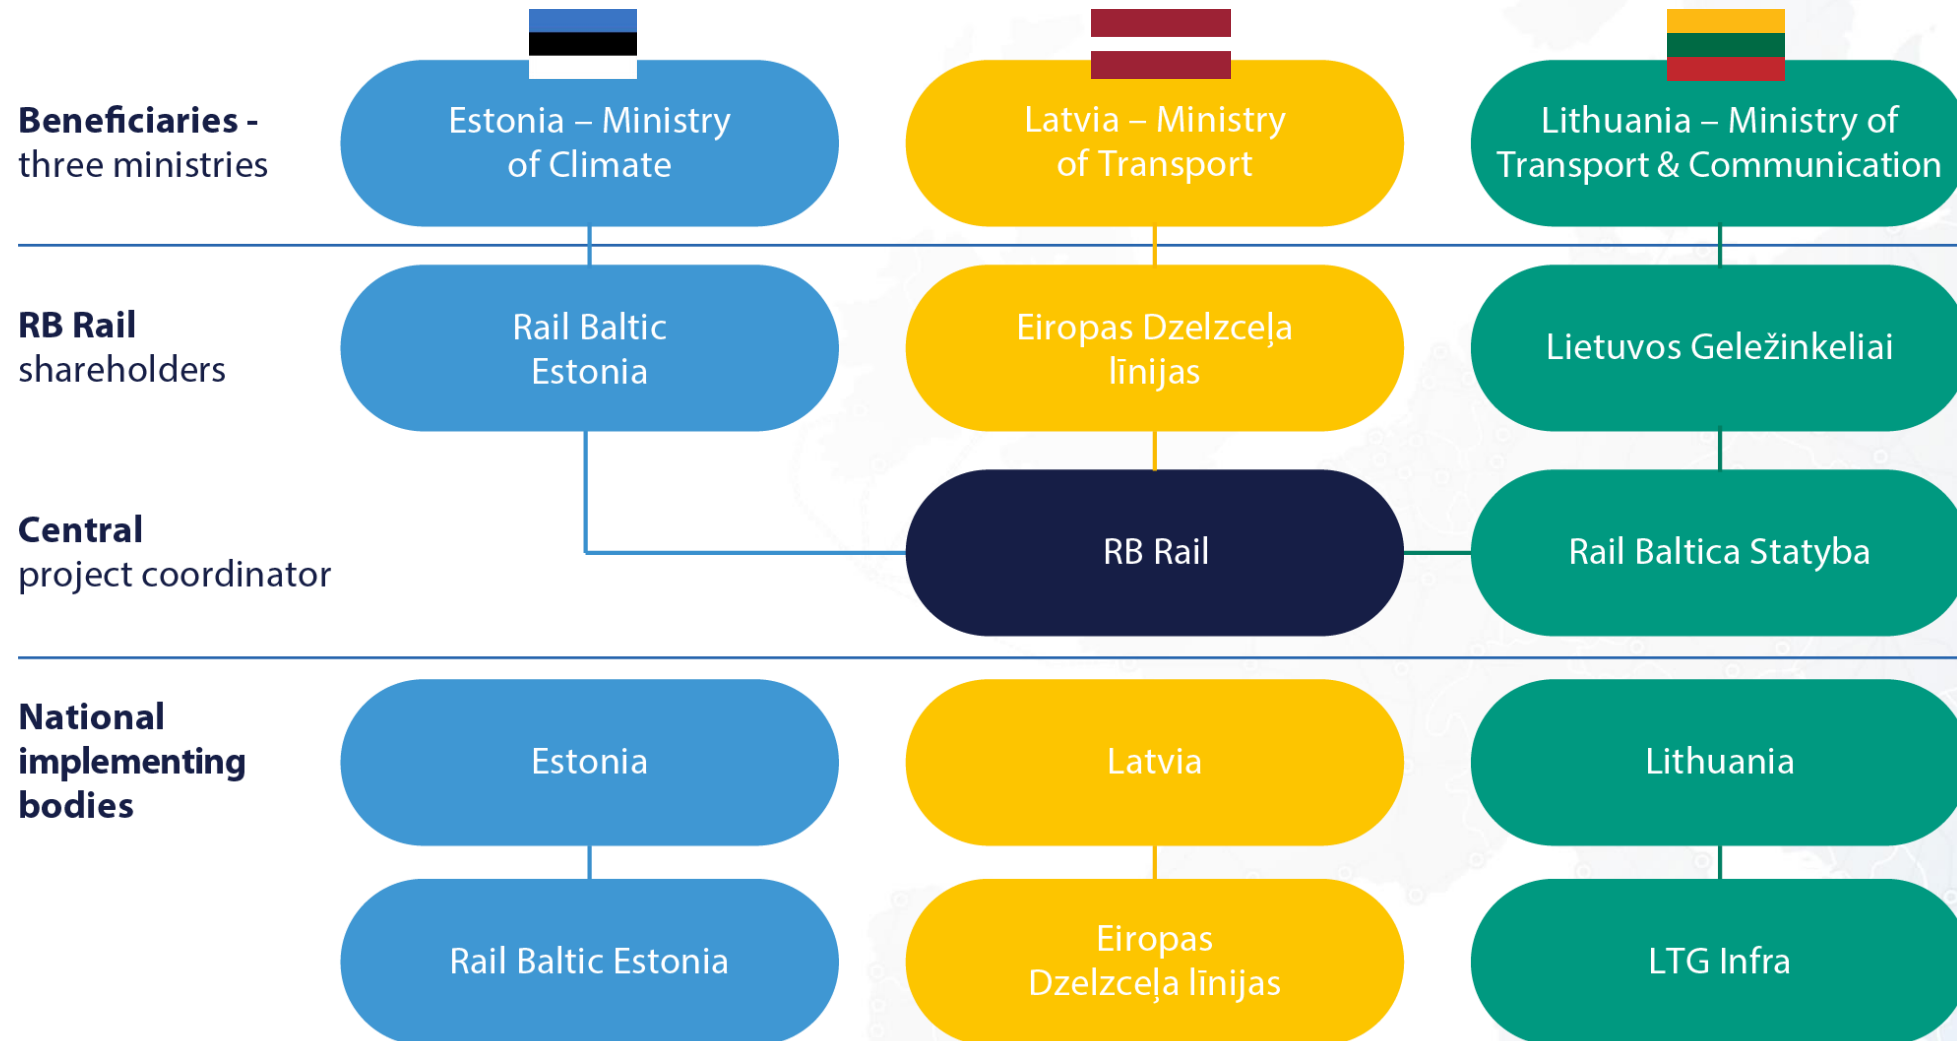 Beneficiaries -
three ministries
Estonia – Ministry
of Climate
Latvia – Ministry
of Transport
Lithuania – Ministry of
Transport & Communication
RB Rail
shareholders
Rail Baltic
Estonia
Eiropas Dzelzceļa
līnijas
Lietuvos Geležinkeliai
Central
project coordinator
RB Rail
Rail Baltica Statyba
National
implementing
bodies
Estonia
Latvia
Lithuania
Rail Baltic Estonia
Eiropas
Dzelzceļa līnijas
LTG Infra